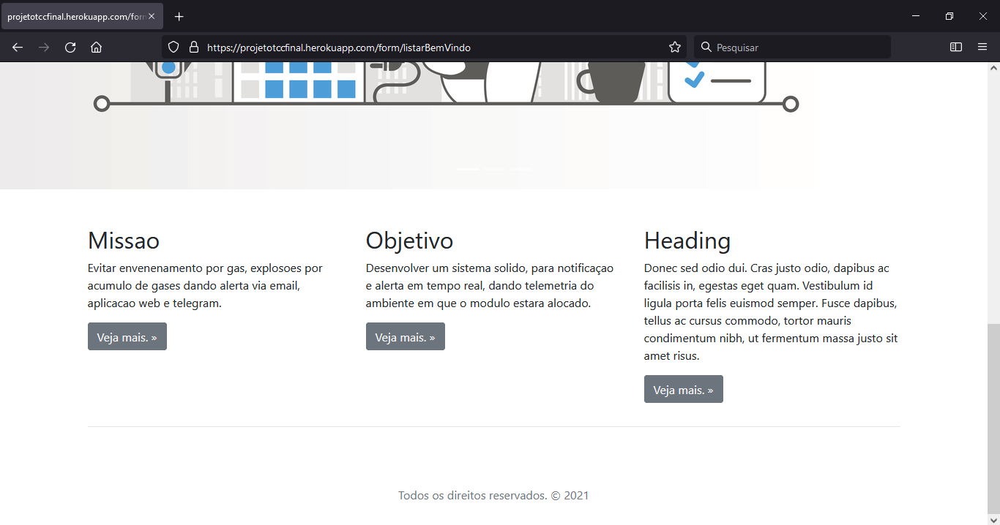 projetotccfinal.herokuapp.com/form
https://projetotccfinal.herokuapp.com/form/listarBemVindo
Pesquisar
Missao
Evitar envenenamento por gas, explosoes por
acumulo de gases dando alerta via email,
aplicacao web e telegram.
Veja mais. »
Objetivo
Desenvolver um sistema solido, para notificaçao
e alerta em tempo real, dando telemetria do
ambiente em que o modulo estara alocado.
Veja mais. »
Heading
Donec sed odio dui. Cras justo odio, dapibus ac
facilisis in, egestas eget quam. Vestibulum id
ligula porta felis euismod semper. Fusce dapibus,
tellus ac cursus commodo, tortor mauris
condimentum nibh, ut fermentum massa justo sit
amet risus.
Veja mais. »
Todos os direitos reservados. © 2021